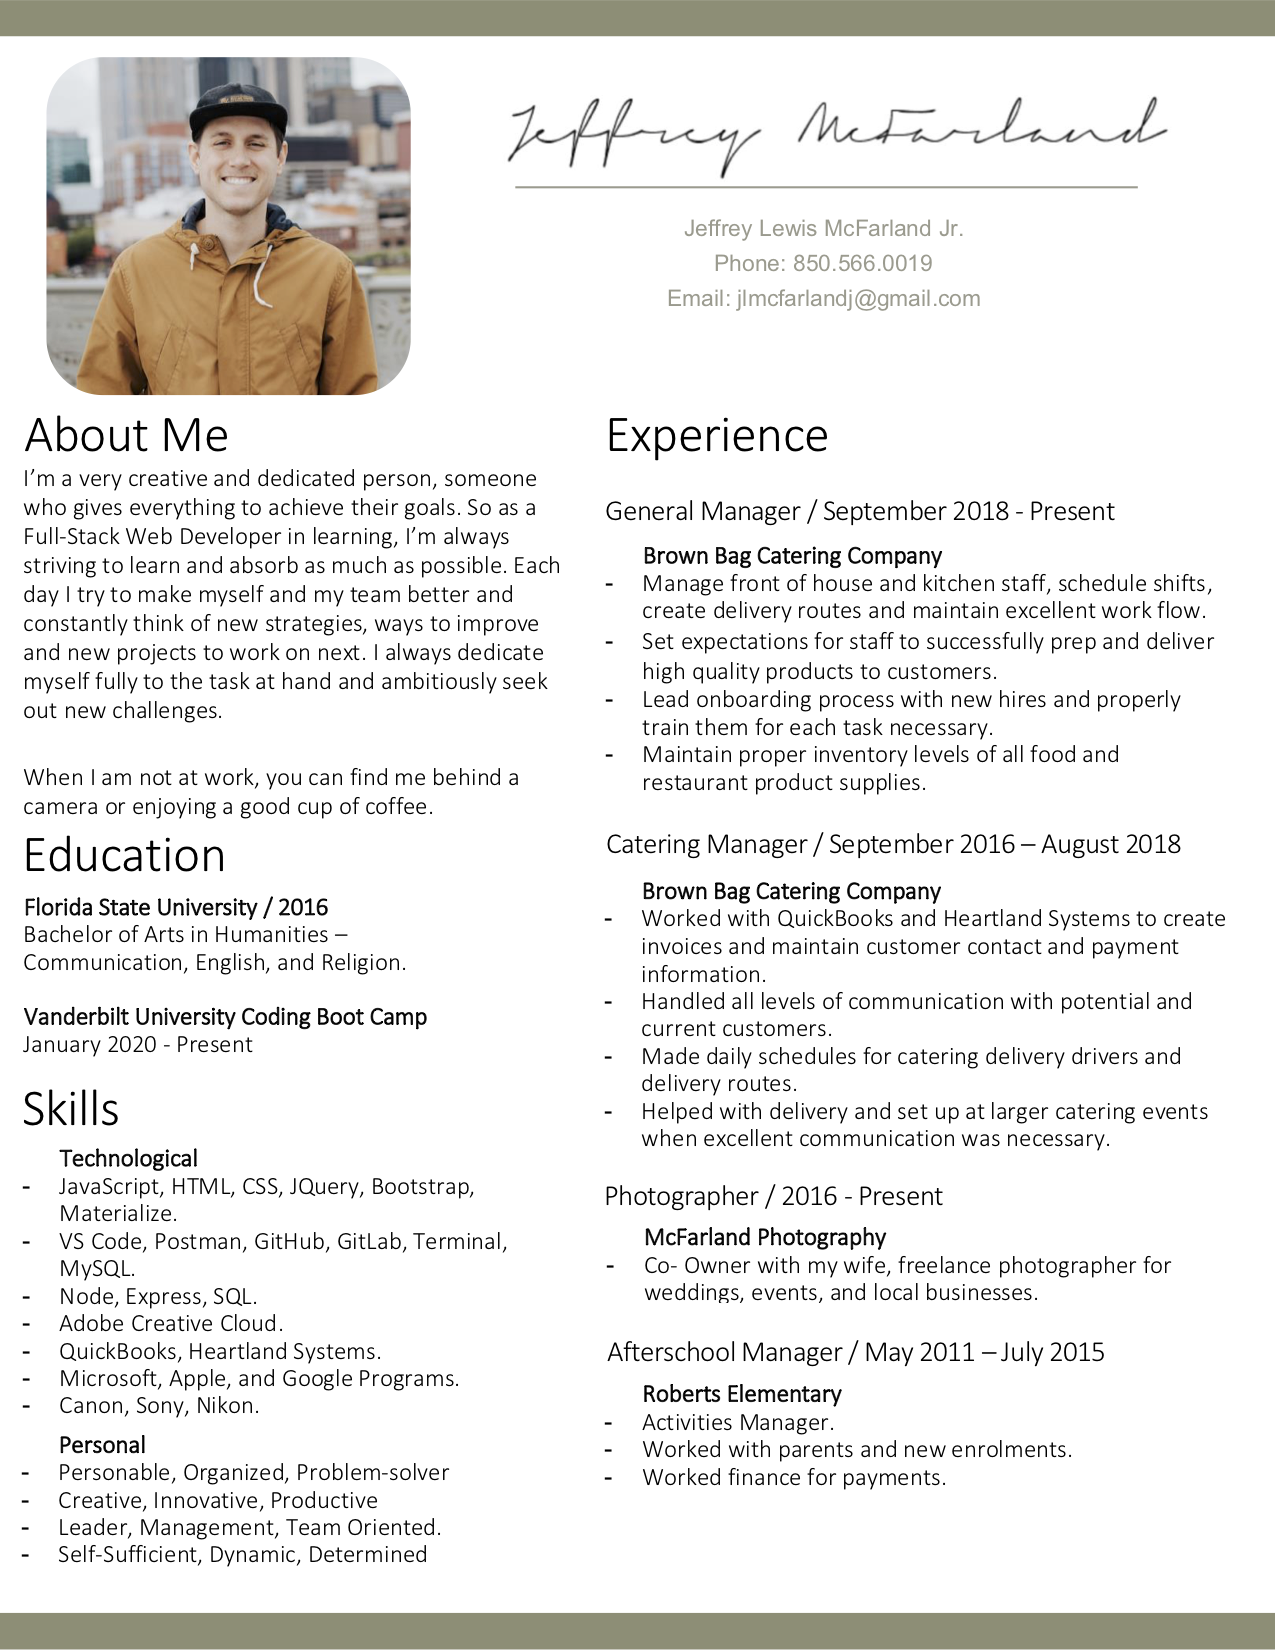 Jeffrey McFarland
Jeffrey Lewis McFarland Jr.
Phone: 850.566.0019
Email: jlmcfarlandj@gmail.com
About Me
I’m a very creative and dedicated person, someone
who gives everything to achieve their goals. So as a
Full-Stack Web Developer in learning, I’m always
striving to learn and absorb as much as possible. Each
day I try to make myself and my team better and
constantly think of new strategies, ways to improve
and new projects to work on next. I always dedicate
myself fully to the task at hand and ambitiously seek
out new challenges.
When I am not at work, you can find me behind a
camera or enjoying a good cup of coffee.
Education
Florida State University / 2016
Bachelor of Arts in Humanities –
Communication, English, and Religion.
Vanderbilt University Coding Boot Camp
January 2020 - Present
Skills
Technological
- JavaScript, HTML, CSS, JQuery, Bootstrap,
Materialize.
- VS Code, Postman, GitHub, GitLab, Terminal,
MySQL.
- Node, Express, SQL.
- Adobe Creative Cloud.
- QuickBooks, Heartland Systems.
- Microsoft, Apple, and Google Programs.
- Canon, Sony, Nikon.
Personal
- Personable, Organized, Problem-solver
- Creative, Innovative, Productive
- Leader, Management, Team Oriented.
- Self-Sufficient, Dynamic, Determined
Experience
General Manager / September 2018 - Present
Brown Bag Catering Company
- Manage front of house and kitchen staff, schedule shifts,
create delivery routes and maintain excellent work flow.
- Set expectations for staff to successfully prep and deliver
high quality products to customers.
- Lead onboarding process with new hires and properly
train them for each task necessary.
- Maintain proper inventory levels of all food and
restaurant product supplies.
Catering Manager / September 2016 – August 2018
Brown Bag Catering Company
- Worked with QuickBooks and Heartland Systems to create
invoices and maintain customer contact and payment
information.
- Handled all levels of communication with potential and
current customers.
- Made daily schedules for catering delivery drivers and
delivery routes.
- Helped with delivery and set up at larger catering events
when excellent communication was necessary.
Photographer / 2016 - Present
McFarland Photography
- Co- Owner with my wife, freelance photographer for
weddings, events, and local businesses.
Afterschool Manager / May 2011 – July 2015
Roberts Elementary
- Activities Manager.
- Worked with parents and new enrolments.
- Worked finance for payments.